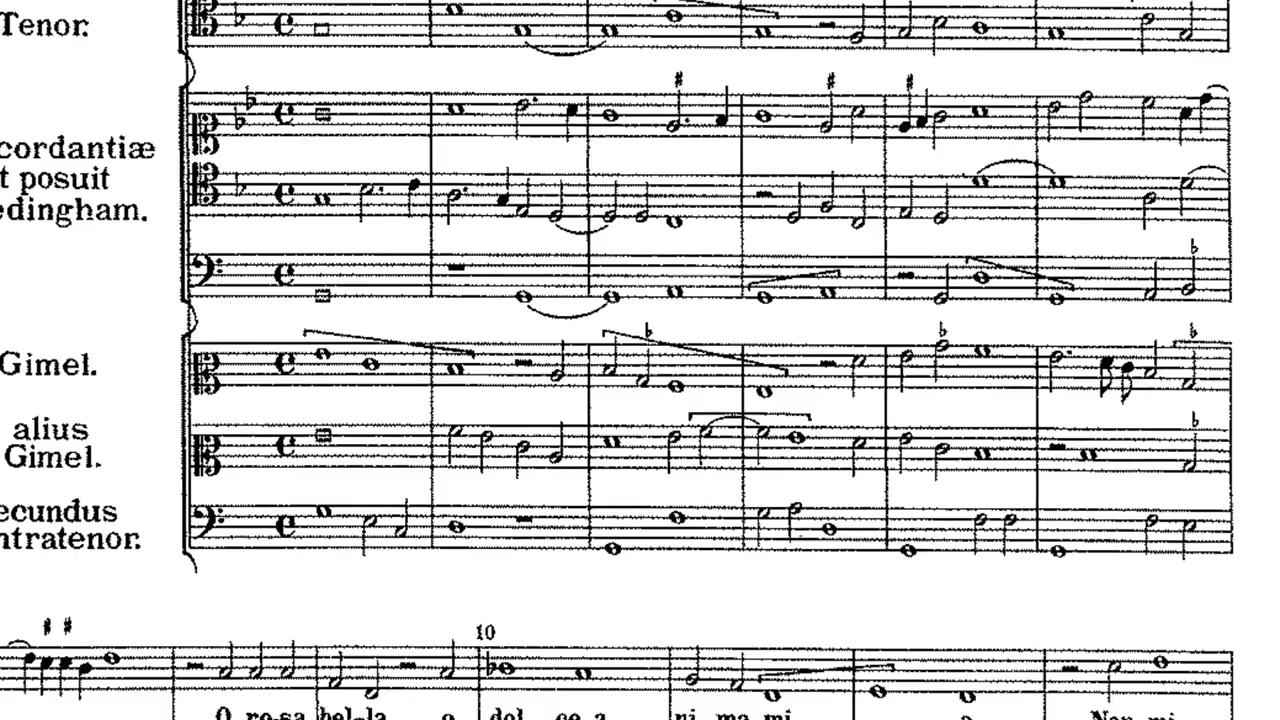 Tenor.
cordantiæ
t posuit
edingham.
Gimel.
alius
Gimel.
ecundus
ntratenor.
10
O ro-sa bel-la o dol ce a ni ma mi a Non mi